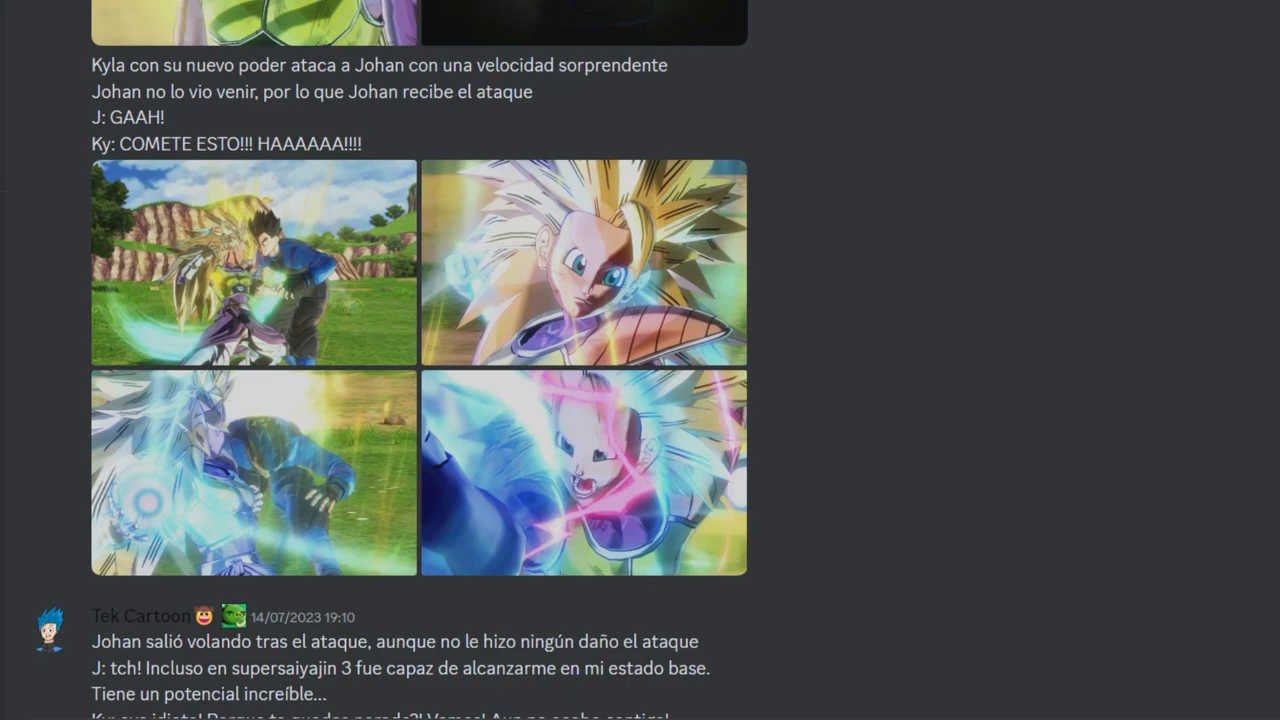 Kyla con su nuevo poder ataca a Johan con una velocidad sorprendente
Johan no lo vio venir, por lo que Johan recibe el ataque
J: GAAH!
Ky: COMETE ESTO!!! HAAAAAA!!!!
Tek Cartoon 14/07/2023 19:10
Johan salió volando tras el ataque, aunque no le hizo ningún daño el ataque
J: tch! Incluso en supersaiyajin 3 fue capaz de alcanzarme en mi estado base.
Tiene un potencial increíble...